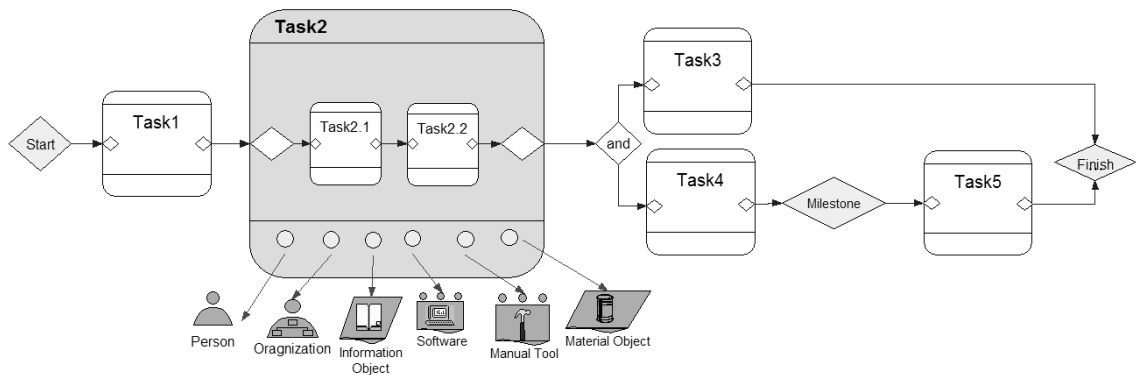 Task2
Start
Task1
Task2.1
Task2.2
and
Task3
Task4
Milestone
Task5
Finish
Person
Oragnization
Information
Object
Software
Manual Tool
Material Object